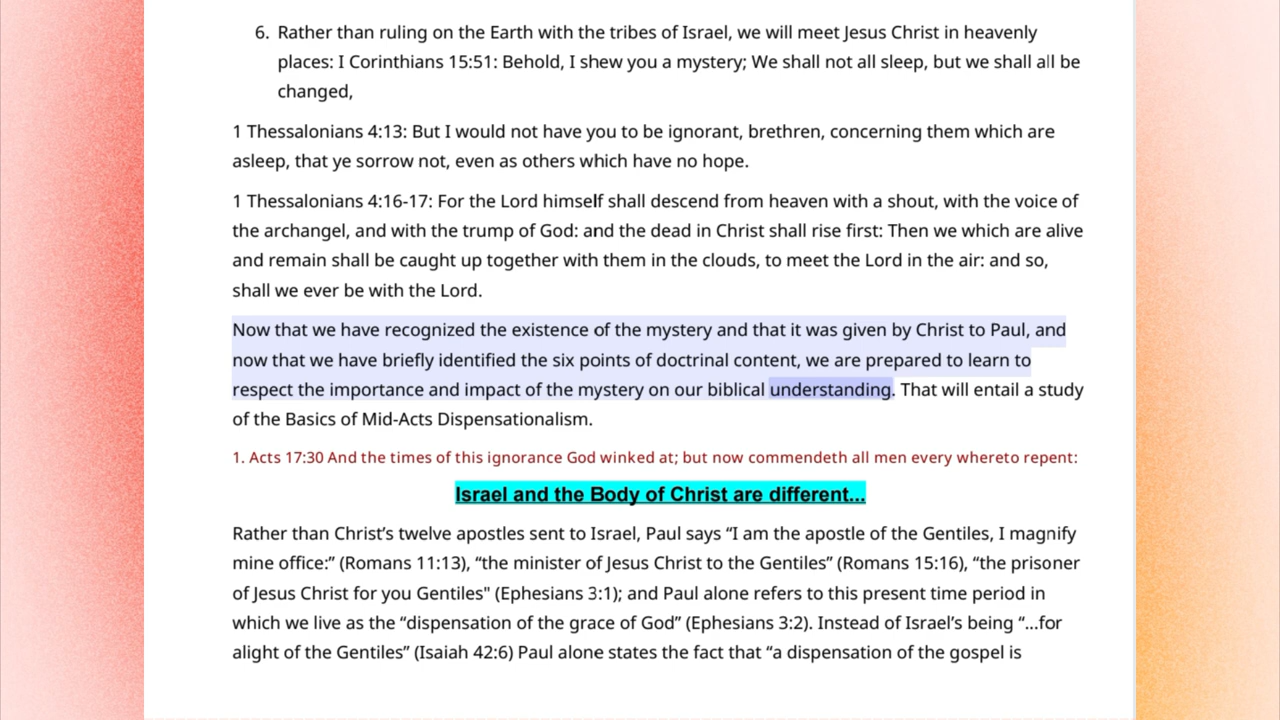 6. Rather than ruling on the Earth with the tribes of Israel, we will meet Jesus Christ in heavenly
places: I Corinthians 15:51: Behold, I shew you a mystery; We shall not all sleep, but we shall all be
changed,
1 Thessalonians 4:13: But I would not have you to be ignorant, brethren, concerning them which are
asleep, that ye sorrow not, even as others which have no hope.
1 Thessalonians 4:16-17: For the Lord himself shall descend from heaven with a shout, with the voice of
the archangel, and with the trump of God: and the dead in Christ shall rise first: Then we which are alive
and remain shall be caught up together with them in the clouds, to meet the Lord in the air: and so,
shall we ever be with the Lord.
Now that we have recognized the existence of the mystery and that it was given by Christ to Paul, and
now that we have briefly identified the six points of doctrinal content, we are prepared to learn to
respect the importance and impact of the mystery on our biblical understanding. That will entail a study
of the Basics of Mid-Acts Dispensationalism.
1. Acts 17:30 And the times of this ignorance God winked at; but now commendeth all men every whereto repent:
Israel and the Body of Christ are different...
Rather than Christ’s twelve apostles sent to Israel, Paul says “I am the apostle of the Gentiles, I magnify
mine office:” (Romans 11:13), “the minister of Jesus Christ to the Gentiles” (Romans 15:16), “the prisoner
of Jesus Christ for you Gentiles" (Ephesians 3:1); and Paul alone refers to this present time period in
which we live as the “dispensation of the grace of God” (Ephesians 3:2). Instead of Israel’s being “...for
alight of the Gentiles” (Isaiah 42:6) Paul alone states the fact that “a dispensation of the gospel is